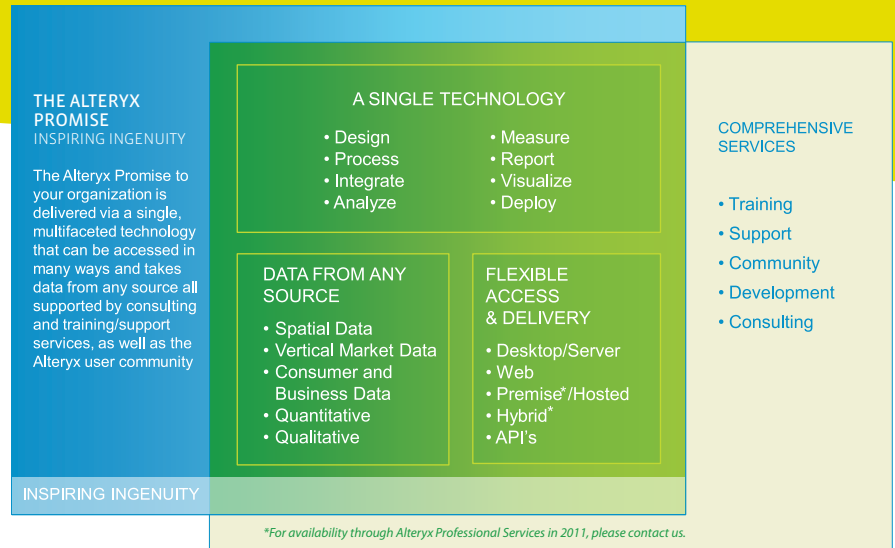 THE ALTERYX
PROMISE
INSPIRING INGENUITY
The Alteryx Promise to
your organization is
delivered via a single,
multifaceted technology
that can be accessed in
many ways and takes
data from any source all
supported by consulting
and training/support
services, as well as the
Alteryx user community
A SINGLE TECHNOLOGY
• Design
• Process
• Integrate
• Analyze
• Measure
• Report
• Visualize
• Deploy
DATA FROM ANY
SOURCE
• Spatial Data
• Vertical Market Data
• Consumer and
Business Data
• Quantitative
• Qualitative
FLEXIBLE
ACCESS
& DELIVERY
• Desktop/Server
• Web
• Premise*/Hosted
• Hybrid*
• API's
COMPREHENSIVE
SERVICES
• Training
• Support
• Community
• Development
• Consulting
INSPIRING INGENUITY
*For availability through Alteryx Professional Services in 2011, please contact us.